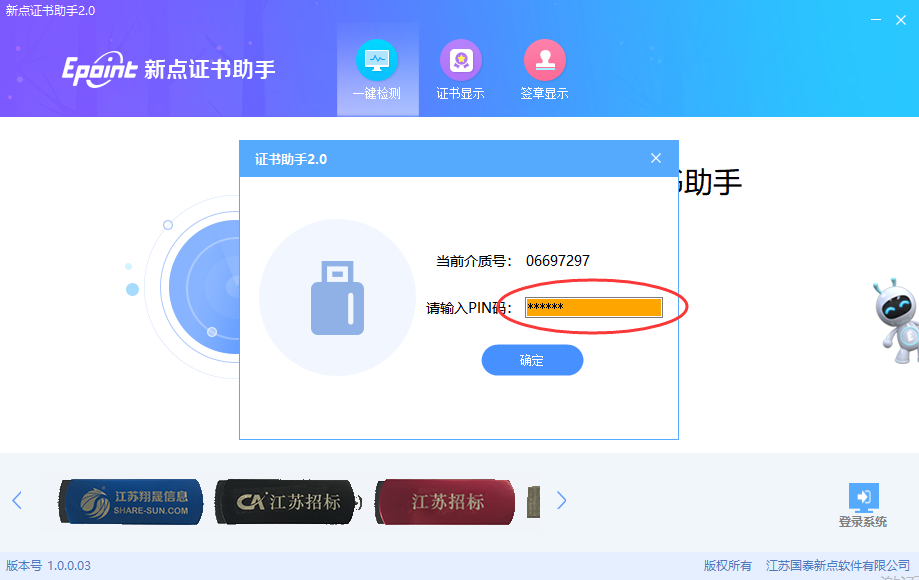 新点证书助手2.0
Epoint 新点证书助手
一键检测
证书显示
签章显示
助手
证书助手2.0
当前介质号： 06697297
请输入PIN码： ******
确定
江苏翔晟信息
SHARE-SUN.COM
CA 江苏招标
江苏招标
登录系统
版本号 1.0.0.03
版权所有 江苏国泰新点软件有限公司